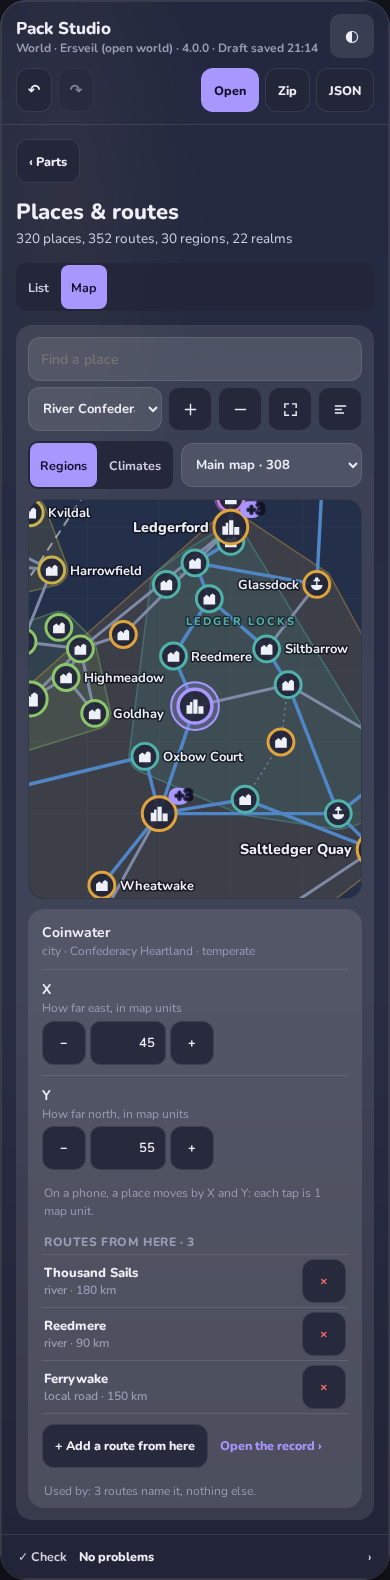 Pack Studio
World · Ersveil (open world) · 4.0.0 · Draft saved 21:14
Open
Zip
JSON
‹ Parts
Places & routes
320 places, 352 routes, 30 regions, 22 realms
List
Map
Find a place
River Confeder
Regions
Climates
Main map · 308
Kvildal
Ledgerford
+3
Harrowfield
Glassdock
LEDGER LOCKS
Reedmere
Siltbarrow
Highmeadow
Goldhay
Oxbow Court
+3
Saltledger Quay
Wheatwake
Coinwater
city · Confederacy Heartland · temperate
X
How far east, in map units
− 45 +
Y
How far north, in map units
− 55 +
On a phone, a place moves by X and Y: each tap is 1
map unit.
ROUTES FROM HERE · 3
Thousand Sails
river · 180 km
×
Reedmere
river · 90 km
×
Ferrywake
local road · 150 km
×
+ Add a route from here
Open the record ›
Used by: 3 routes name it, nothing else.
✓ Check No problems ›